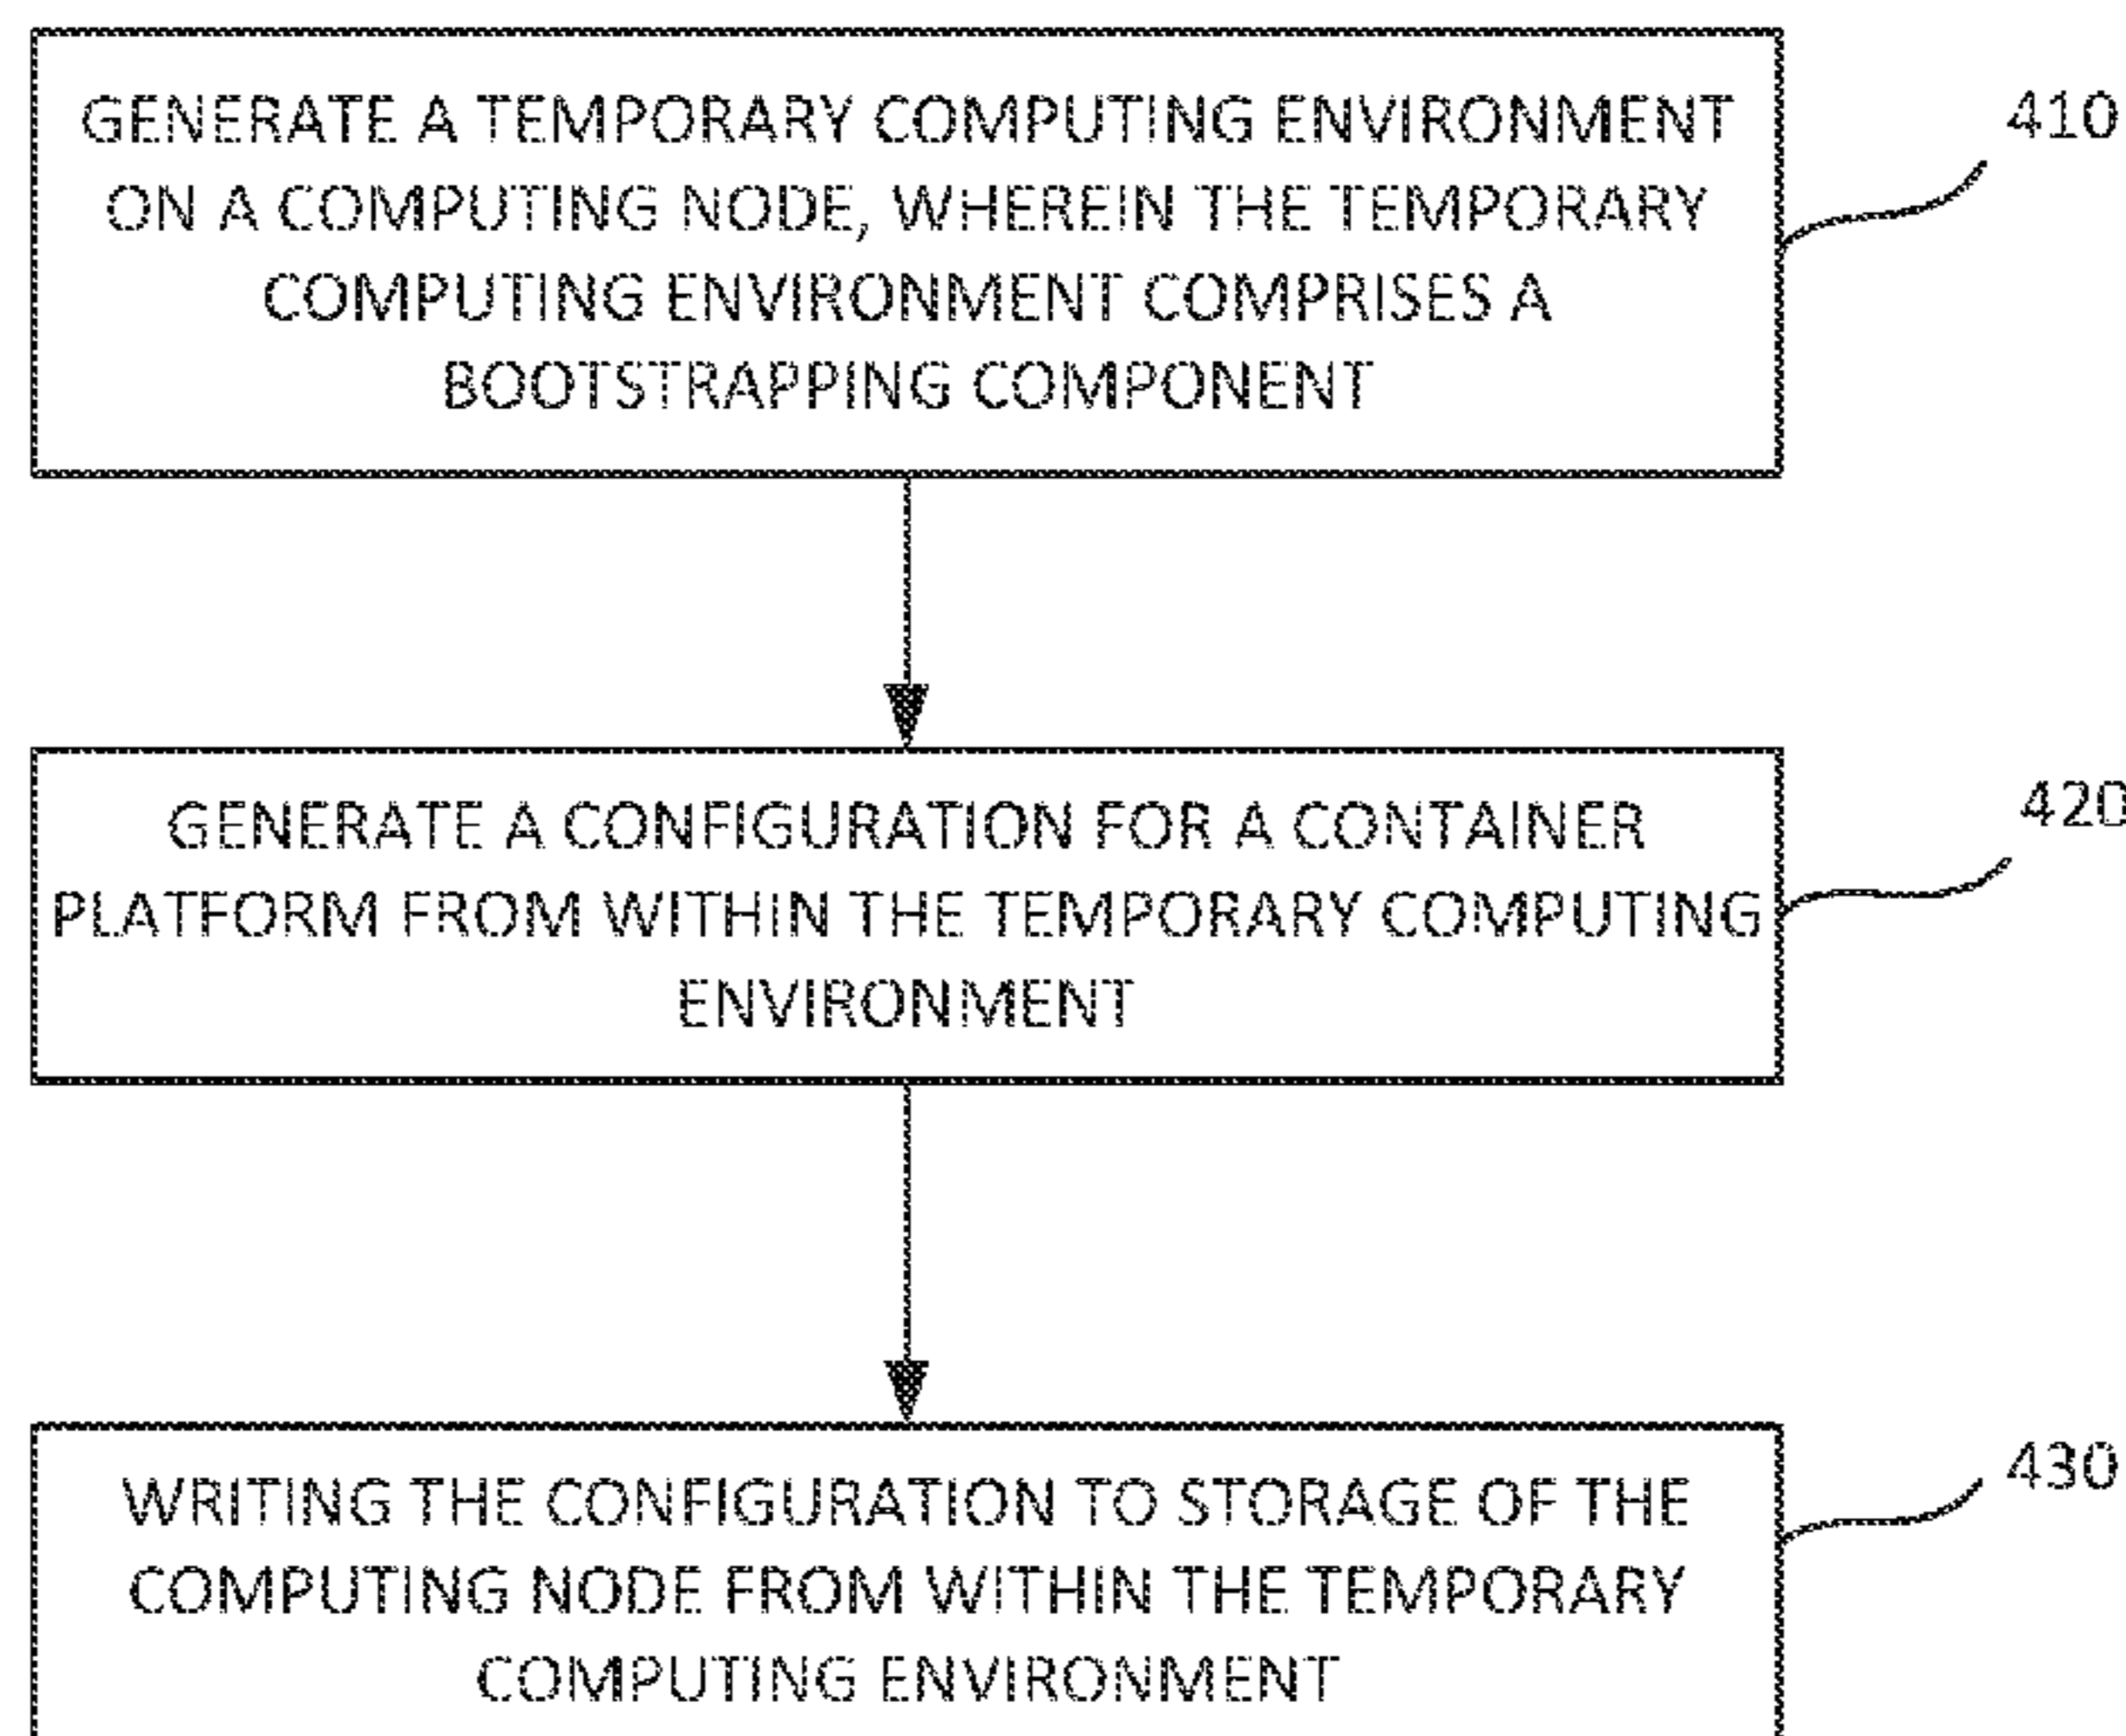 GENERATE A TEMPORARY COMPUTING ENVIRONMENT
410
ON A COMPUTING NODE, WHEREIN THE TEMPORARY
COMPUTING ENVIRONMENT COMPRISES A
BOOTSTRAPPING COMPONENT
GENERATE A CONFIGURATION FOR A CONTAINER
420
PLATFORM FROM WITHIN THE TEMPORARY COMPUTING
ENVIRONMENT
WRITING THE CONFIGURATION TO STORAGE OF THE
430
COMPUTING NODE FROM WITHIN THE TEMPORARY
COMPUTING ENVIRONMENT